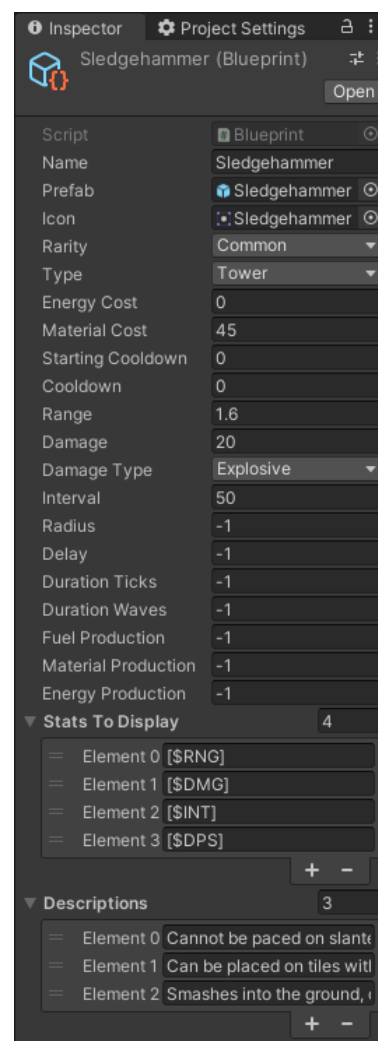 Inspector Project Settings
Sledgehammer (Blueprint)
Open
Script Blueprint
Name Sledgehammer
Prefab Sledgehammer
Icon Sledgehammer
Rarity Common
Type Tower
Energy Cost 0
Material Cost 45
Starting Cooldown 0
Cooldown 0
Range 1.6
Damage 20
Damage Type Explosive
Interval 50
Radius -1
Delay -1
Duration Ticks -1
Duration Waves -1
Fuel Production -1
Material Production -1
Energy Production -1
Stats To Display 4
Element 0 [$RNG]
Element 1 [$DMG]
Element 2 [$INT]
Element 3 [$DPS]
+ -
Descriptions 3
Element 0 Cannot be paced on
Element 1 Can be placed on tiles
Element 2 Smashes into the ground,
+ -